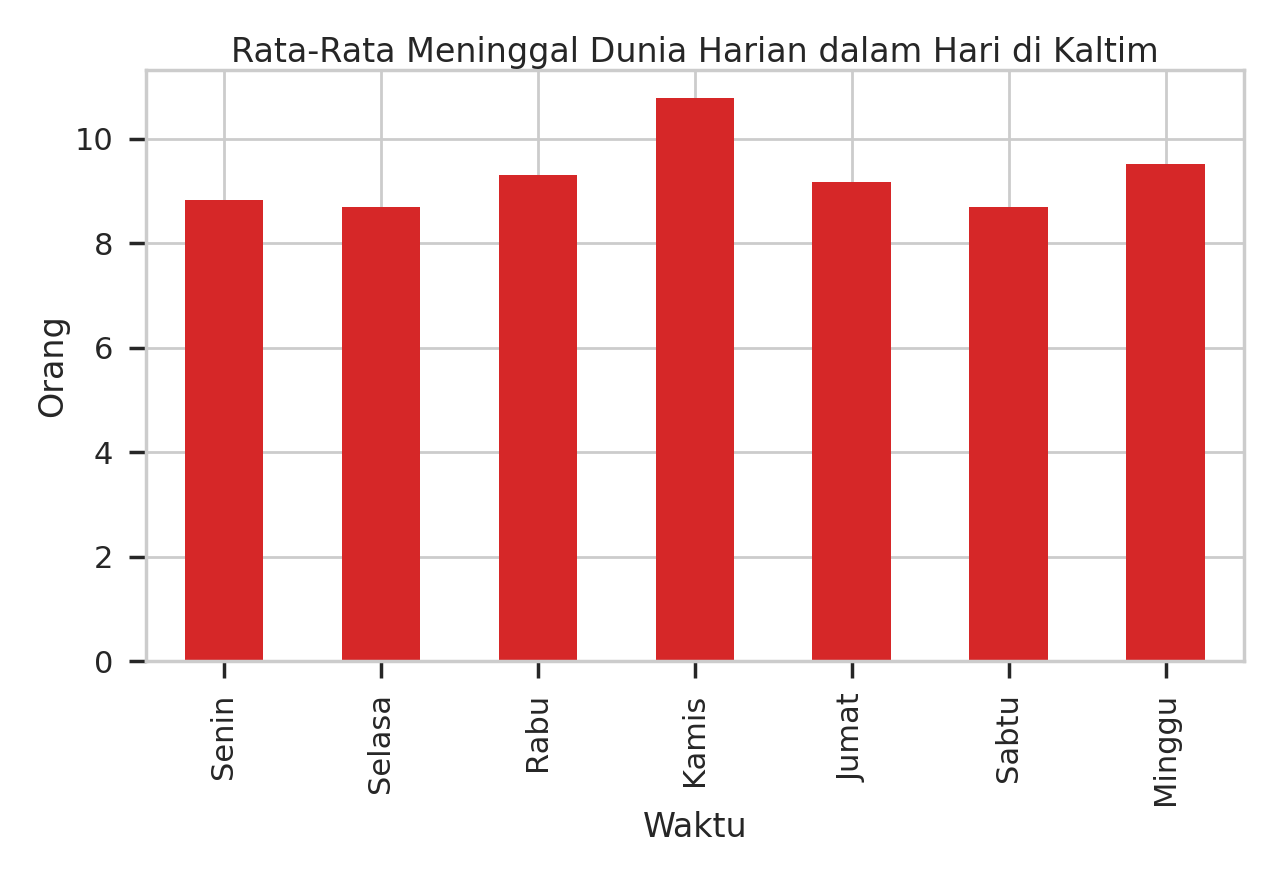 Rata-Rata Meninggal Dunia Harian dalam Hari di Kaltim
10
8
6
4
2
0
Orang
Senin
Selasa
Rabu
Kamis
Jumat
Sabtu
Minggu
Waktu